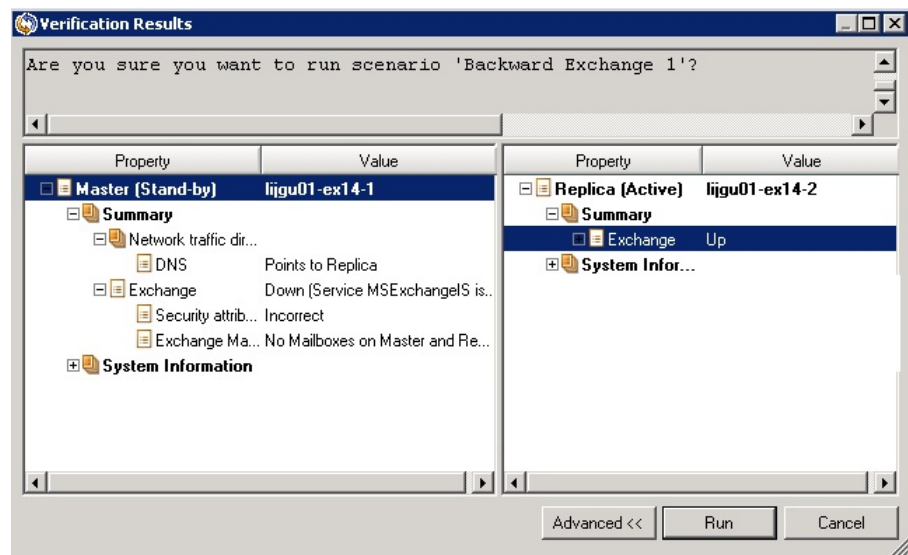 Verification Results
Are you sure you want to run scenario 'Backward Exchange 1'?
Property Value
Master (Stand-by) lijgu01-ex14-1
Summary
Network traffic dir...
DNS Points to Replica
Exchange Down (Service MSExchangeIS is..
Security attrib... Incorrect
Exchange Ma... No Mailboxes on Master and Re...
System Information
Property Value
Replica (Active) lijgu01-ex14-2
Summary
Exchange Up
System Infor...
Advanced << Run Cancel